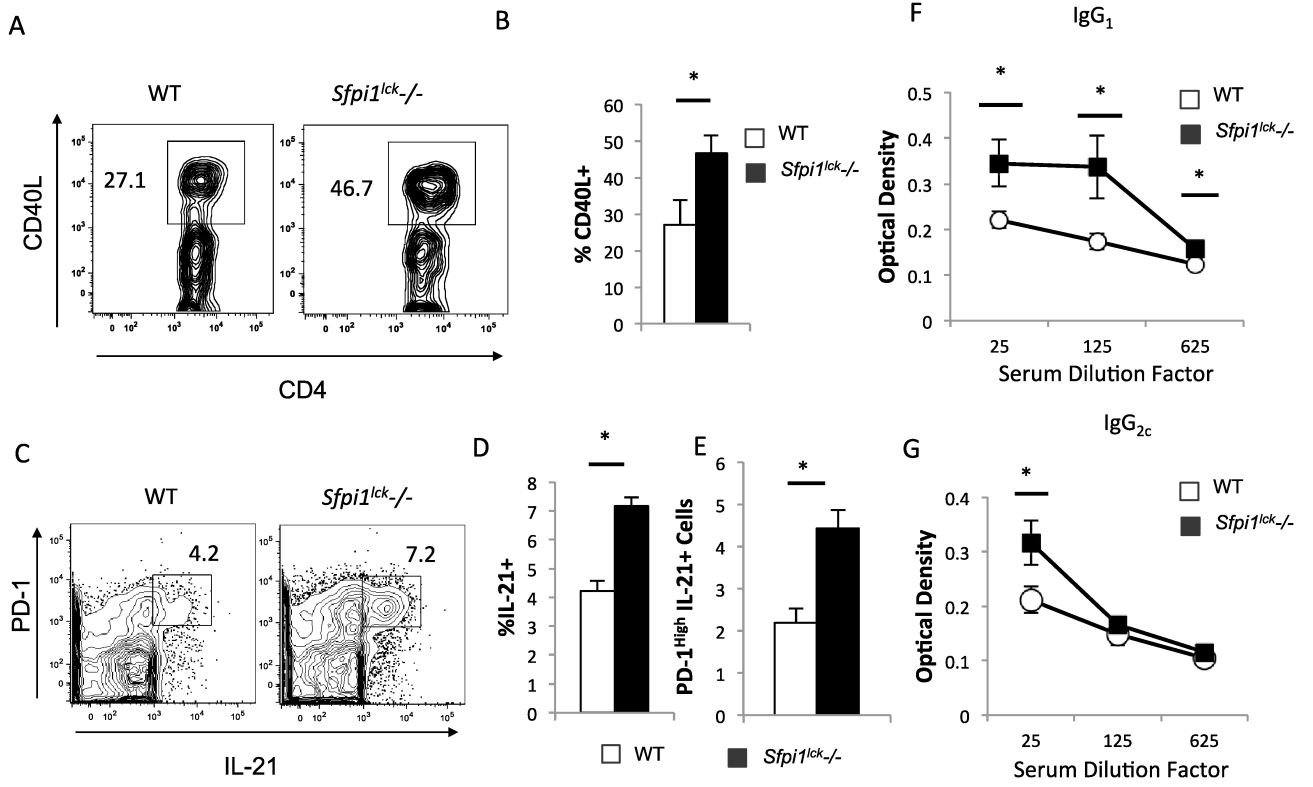 A
WT
Sfpi1lck-/-
27.1
46.7
CD40L
10⁵
10⁴
10³
10²
0
0 10² 10³ 10⁴ 10⁵
0 10² 10³ 10⁴ 10⁵
CD4
B
*
% CD40L+
60
50
40
30
20
10
0
WT
Sfpi1lck-/-
C
WT
Sfpi1lck-/-
4.2
7.2
PD-1
10⁵
10⁴
10³
10²
0
10⁵
10⁴
10³
10²
0
0 10² 10³ 10⁴ 10⁵
0 10² 10³ 10⁴ 10⁵
IL-21
D
*
%IL-21+
8
7
6
5
4
3
2
1
0
E
*
PD-1High IL-21+ Cells
6
5
4
3
2
1
0
WT
Sfpi1lck-/-
F
IgG1
* * *
WT
Sfpi1lck-/-
Optical Density
0.5
0.4
0.3
0.2
0.1
0
25 125 625
Serum Dilution Factor
G
IgG2c
*
WT
Sfpi1lck-/-
Optical Density
0.4
0.3
0.2
0.1
0
25 125 625
Serum Dilution Factor